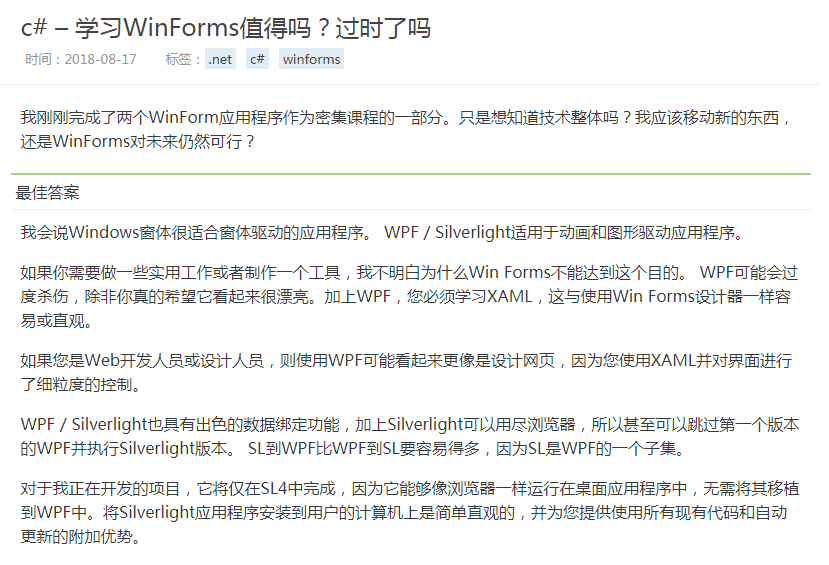 c# – 学习WinForms值得吗？过时了吗
时间：2018-08-17 标签： .net c# winforms
我刚刚完成了两个WinForm应用程序作为密集课程的一部分。只是想知道技术整体吗？我应该移动新的东西，
还是WinForms对未来仍然可行？
最佳答案
我会说Windows窗体很适合窗体驱动的应用程序。 WPF / Silverlight适用于动画和图形驱动应用程序。
如果你需要做一些实用工作或者制作一个工具，我不明白为什么Win Forms不能达到这个目的。 WPF可能会过
度杀伤，除非你真的希望它看起来很漂亮。加上WPF，您必须学习XAML，这与使用Win Forms设计器一样容
易或直观。
如果您是Web开发人员或设计人员，则使用WPF可能看起来更像是设计网页，因为您使用XAML并对界面进行
了细粒度的控制。
WPF / Silverlight也具有出色的数据绑定功能，加上Silverlight可以用尽浏览器，所以甚至可以跳过第一个版本
的WPF并执行Silverlight版本。 SL到WPF比WPF到SL要容易得多，因为SL是WPF的一个子集。
对于我正在开发的项目，它将仅在SL4中完成，因为它能够像浏览器一样运行在桌面应用程序中，无需将其移植
到WPF中。将Silverlight应用程序安装到用户的计算机上是简单直观的，并为您提供使用所有现有代码和自动
更新的附加优势。